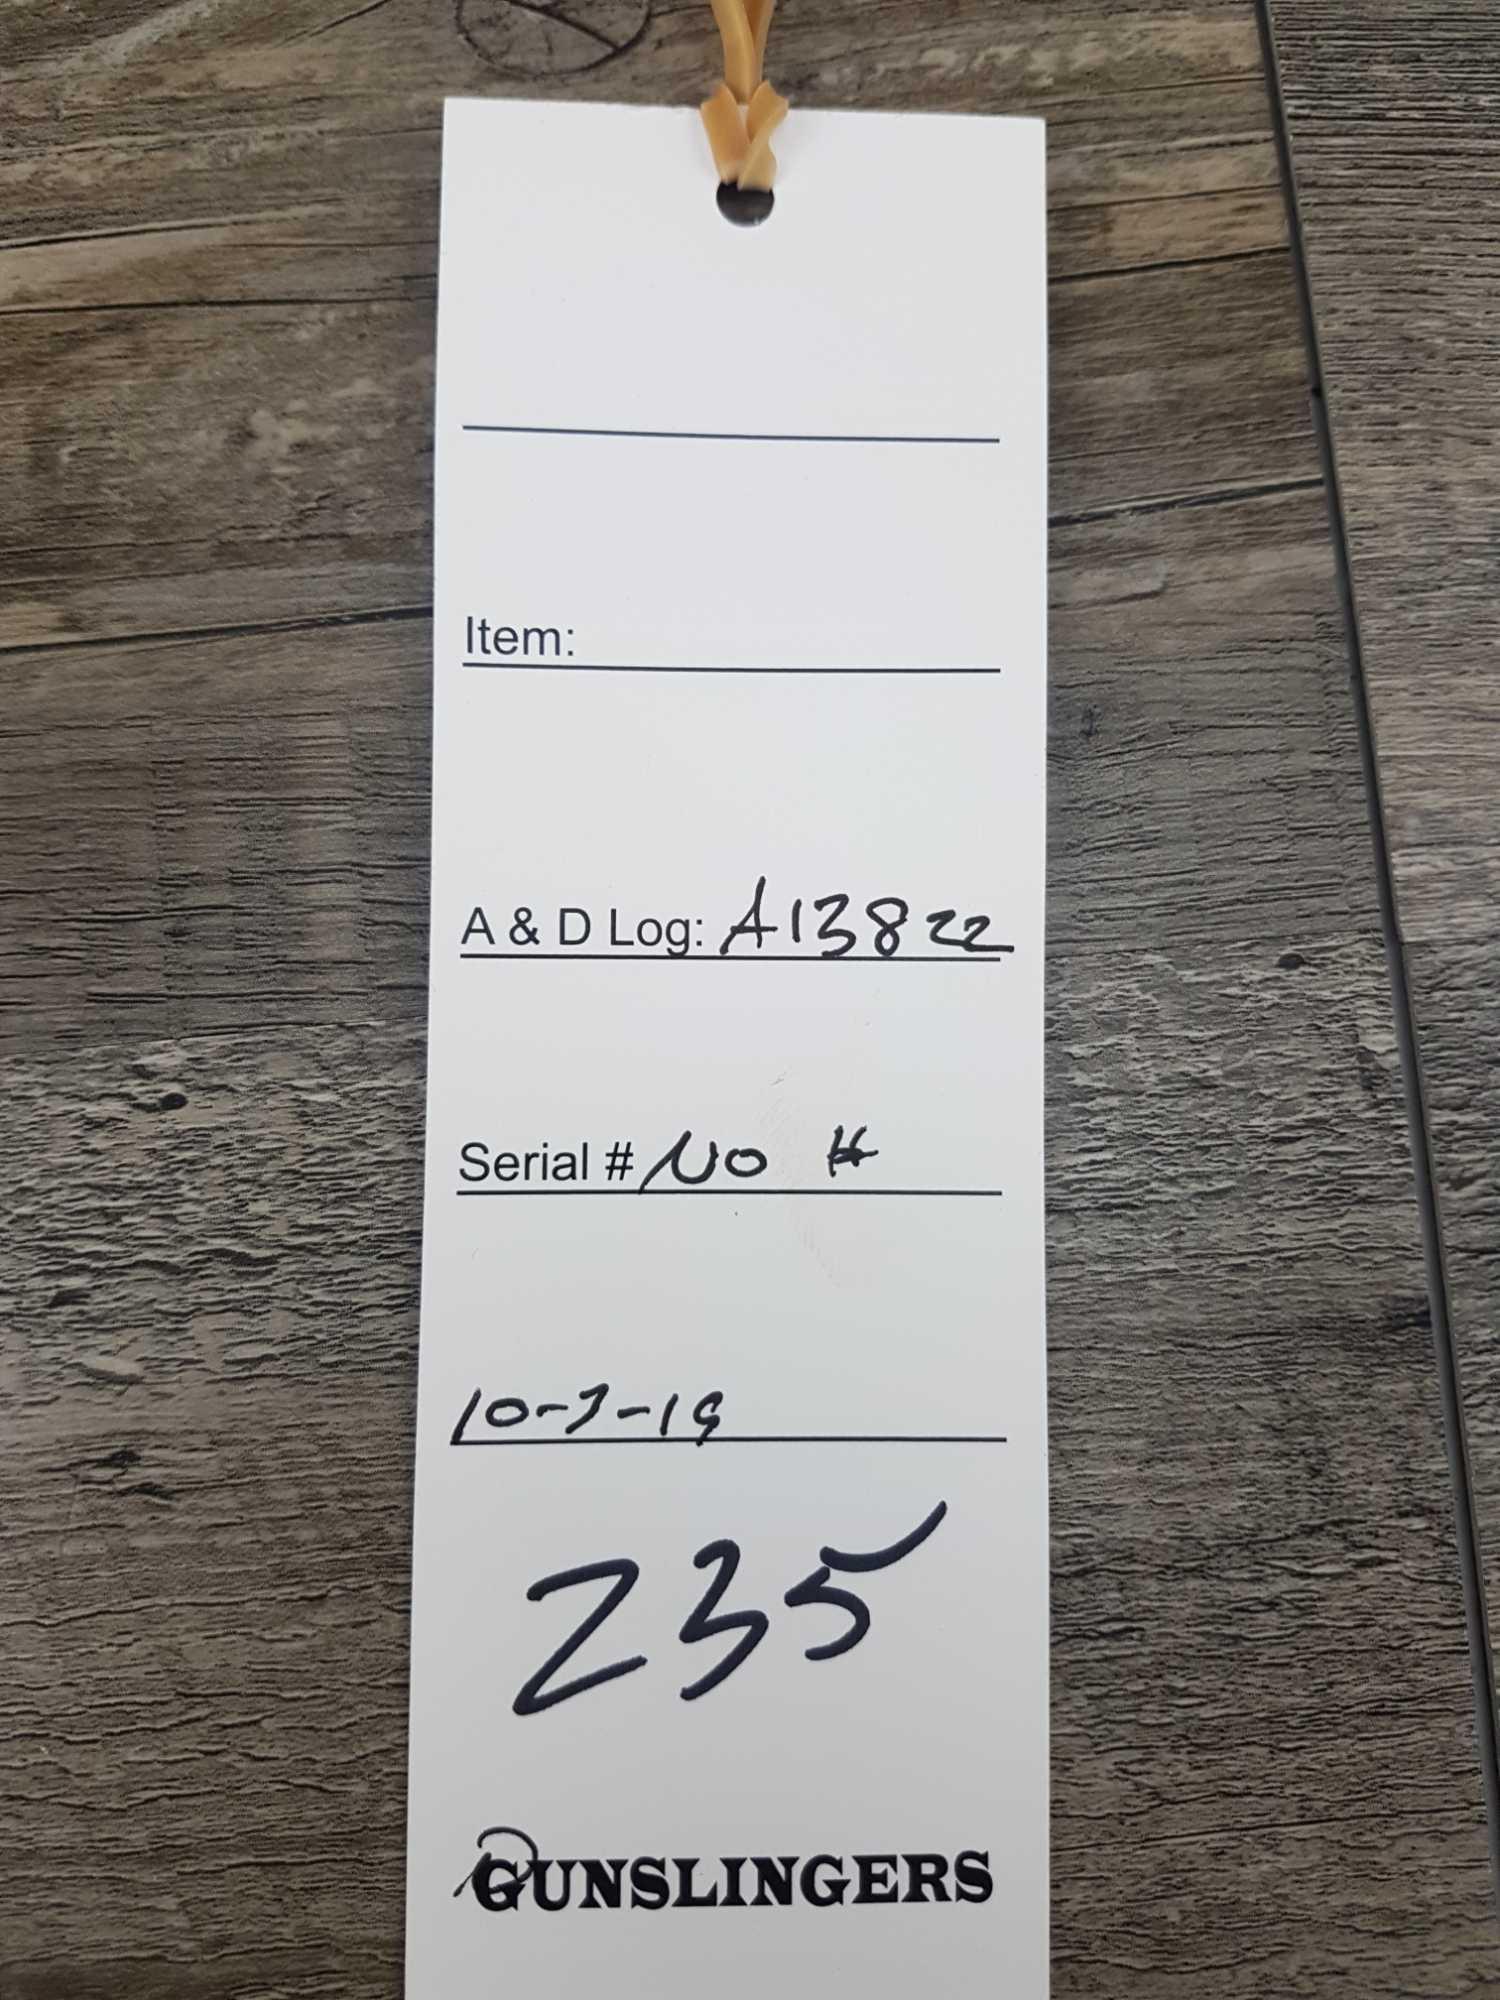 Item:
A & D Log: A13822
Serial # NO #
10-7-19
235
GUNSLINGERS